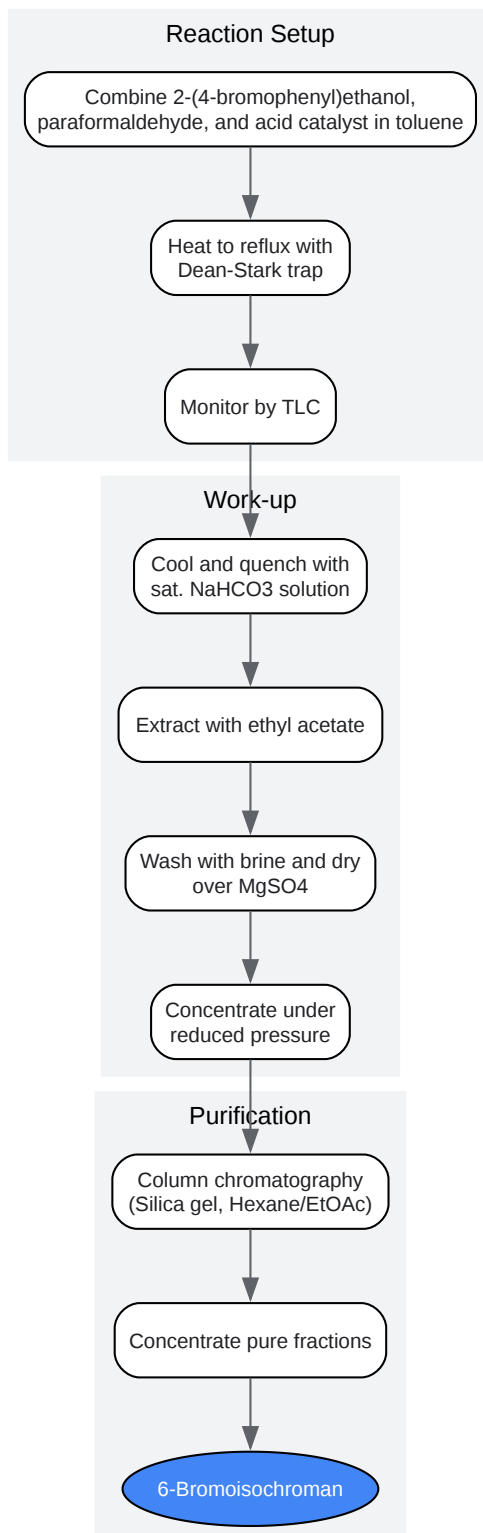 Reaction Setup
Combine 2-(4-bromophenyl)ethanol,
paraformaldehyde, and acid catalyst in toluene
Heat to reflux with
Dean-Stark trap
Monitor by TLC
Work-up
Cool and quench with
sat. NaHCO3 solution
Extract with ethyl acetate
Wash with brine and dry
over MgSO4
Concentrate under
reduced pressure
Purification
Column chromatography
(Silica gel, Hexane/EtOAc)
Concentrate pure fractions
6-Bromoisochroman